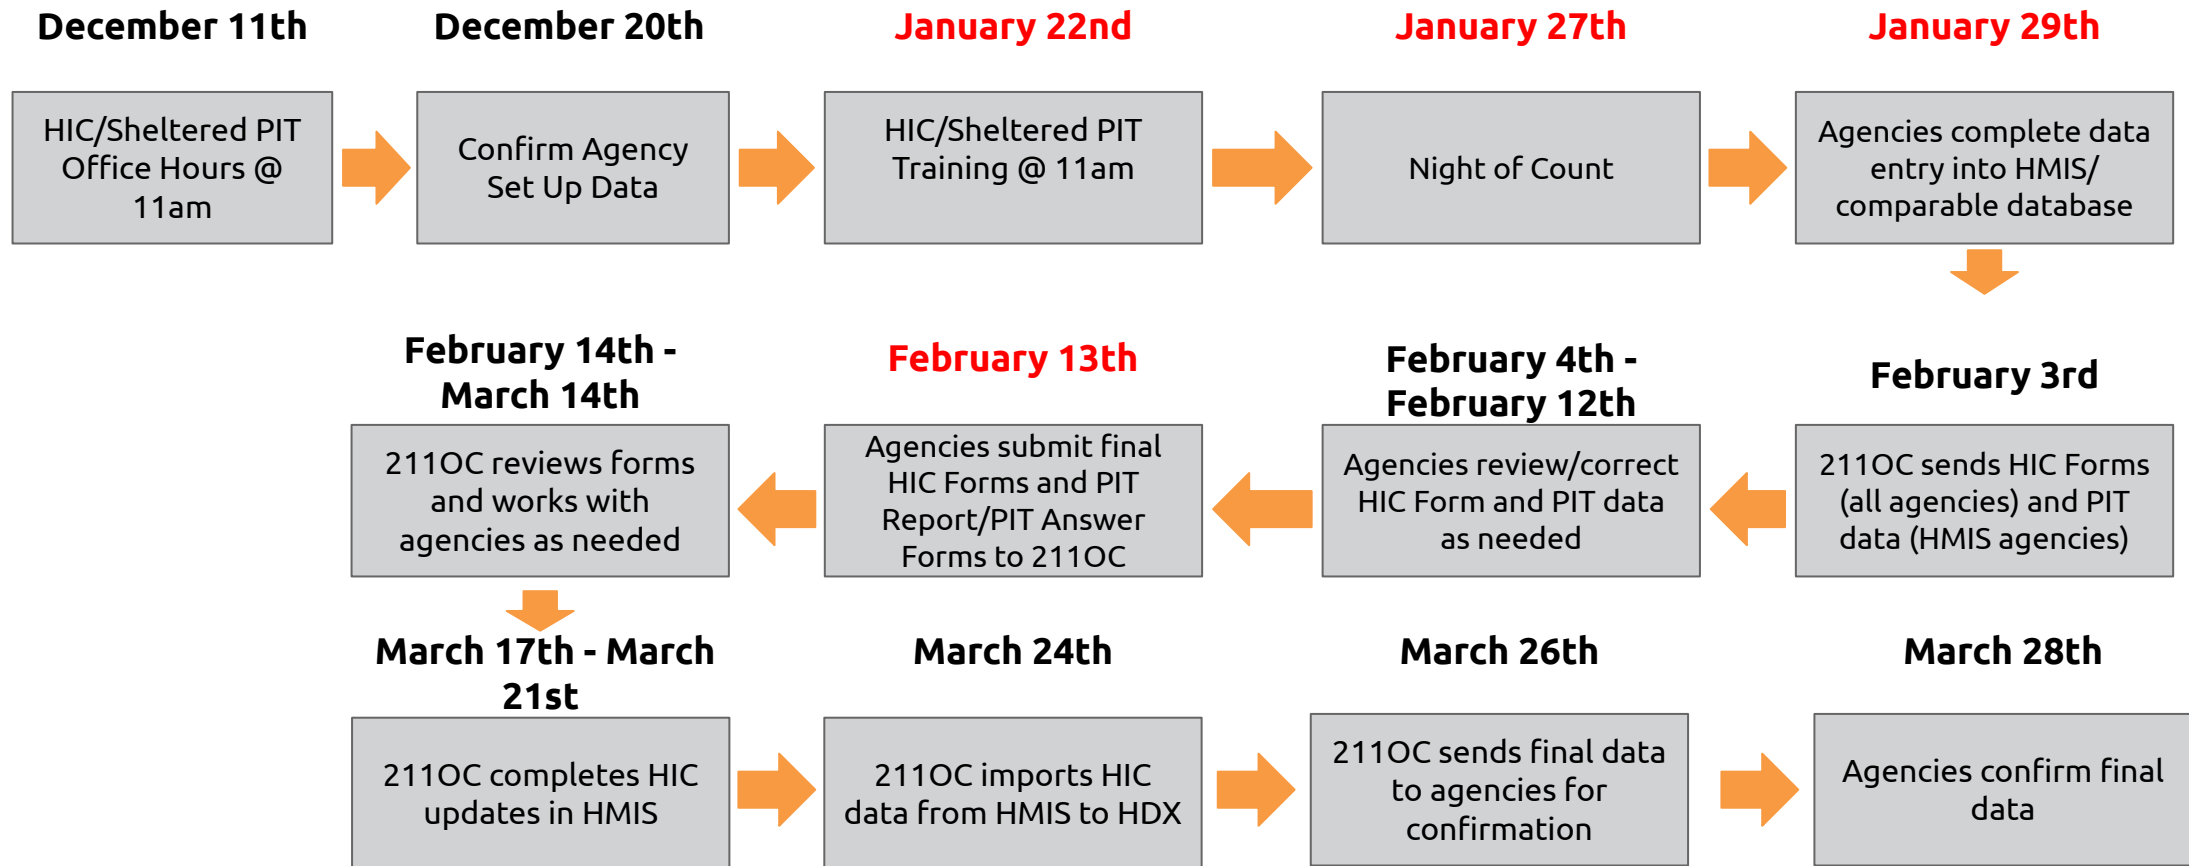 December 11th
HIC/Sheltered PIT
Office Hours @
11am
December 20th
Confirm Agency
Set Up Data
January 22nd
HIC/Sheltered PIT
Training @ 11am
January 27th
Night of Count
January 29th
Agencies complete data
entry into HMIS/
comparable database
February 3rd
211OC sends HIC Forms
(all agencies) and PIT
data (HMIS agencies)
February 4th -
February 12th
Agencies review/correct
HIC Form and PIT data
as needed
February 13th
Agencies submit final
HIC Forms and PIT
Report/PIT Answer
Forms to 211OC
February 14th -
March 14th
211OC reviews forms
and works with
agencies as needed
March 17th - March
21st
211OC completes HIC
updates in HMIS
March 24th
211OC imports HIC
data from HMIS to HDX
March 26th
211OC sends final data
to agencies for
confirmation
March 28th
Agencies confirm final
data